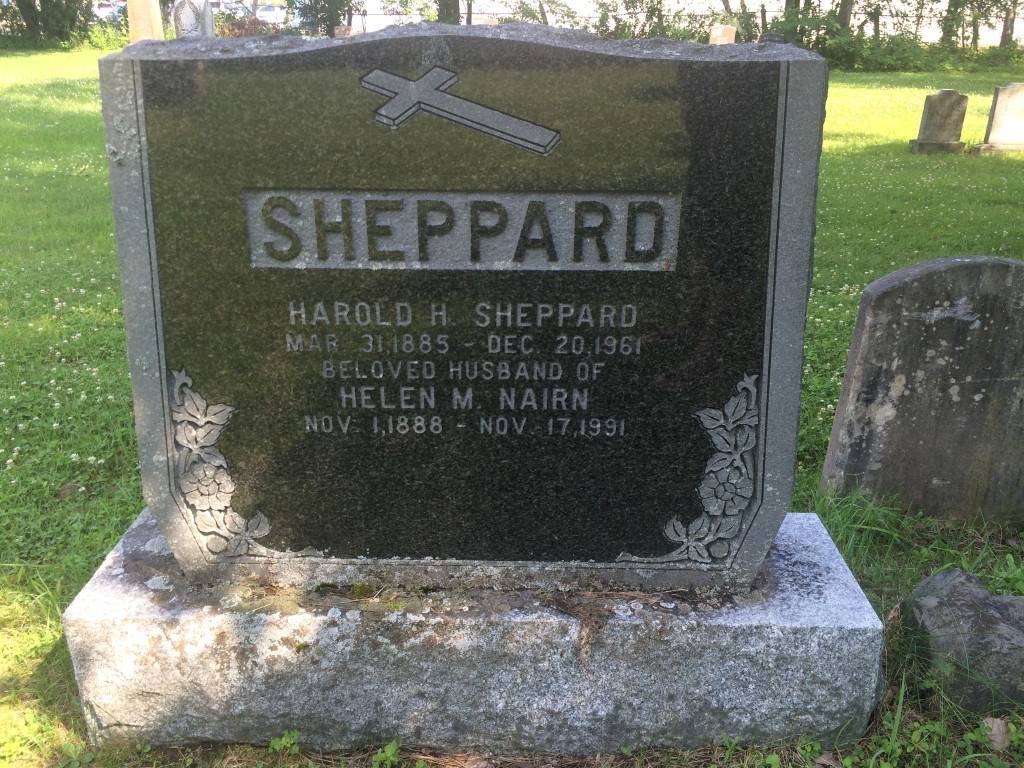 SHEPPARD
HAROLD H. SHEPPARD
MAR. 31,1885 - DEC. 20,1961
BELOVED HUSBAND OF
HELEN M. NAIRN
NOV. 1,1888 - NOV. 17,1991